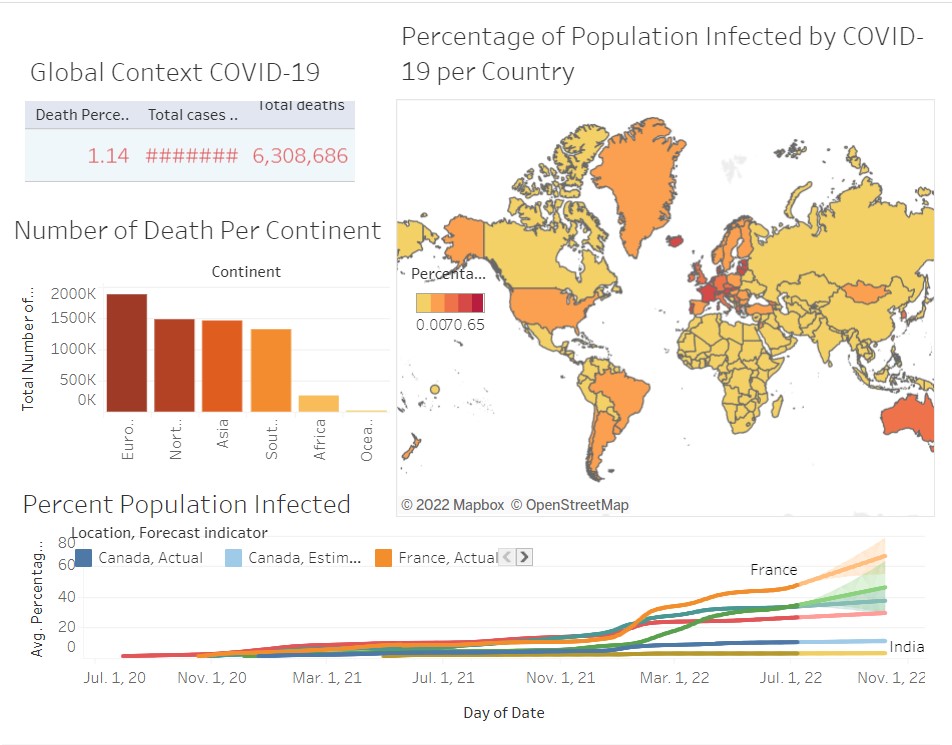 Percentage of Population Infected by COVID-
19 per Country
Global Context COVID-19
Death Perce.. Total cases .. Total deaths
1.14 ####### 6,308,686
Number of Death Per Continent
Continent
Total Number of...
2000K
1500K
1000K
500K
0K
Euro.. Nort.. Asia Sout.. Africa Ocea..
Percenta...
0.0070.65
© 2022 Mapbox © OpenStreetMap
Percent Population Infected
Location, Forecast indicator
Canada, Actual Canada, Estim... France, Actual
Avg. Percentag...
80
60
40
20
0
France
India
Jul. 1, 20 Nov. 1, 20 Mar. 1, 21 Jul. 1, 21 Nov. 1, 21 Mar. 1, 22 Jul. 1, 22 Nov. 1, 22
Day of Date